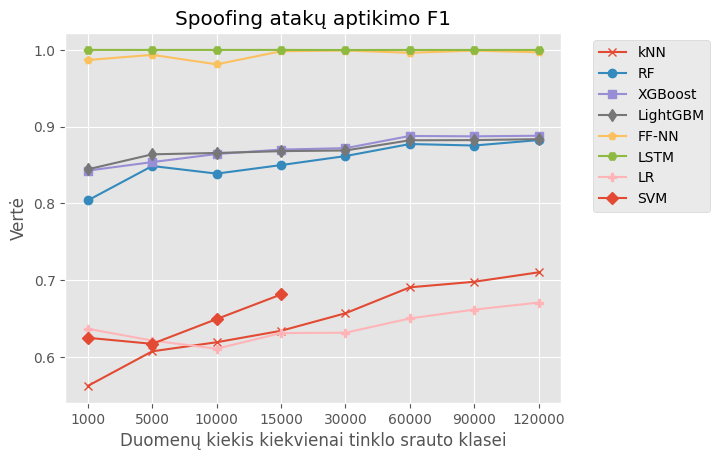 Spoofing atakų aptikimo F1
kNN
RF
XGBoost
LightGBM
FF-NN
LSTM
LR
SVM
Vertė
1.0
0.9
0.8
0.7
0.6
1000 5000 10000 15000 30000 60000 90000 120000
Duomenų kiekis kiekvienai tinklo srauto klasei